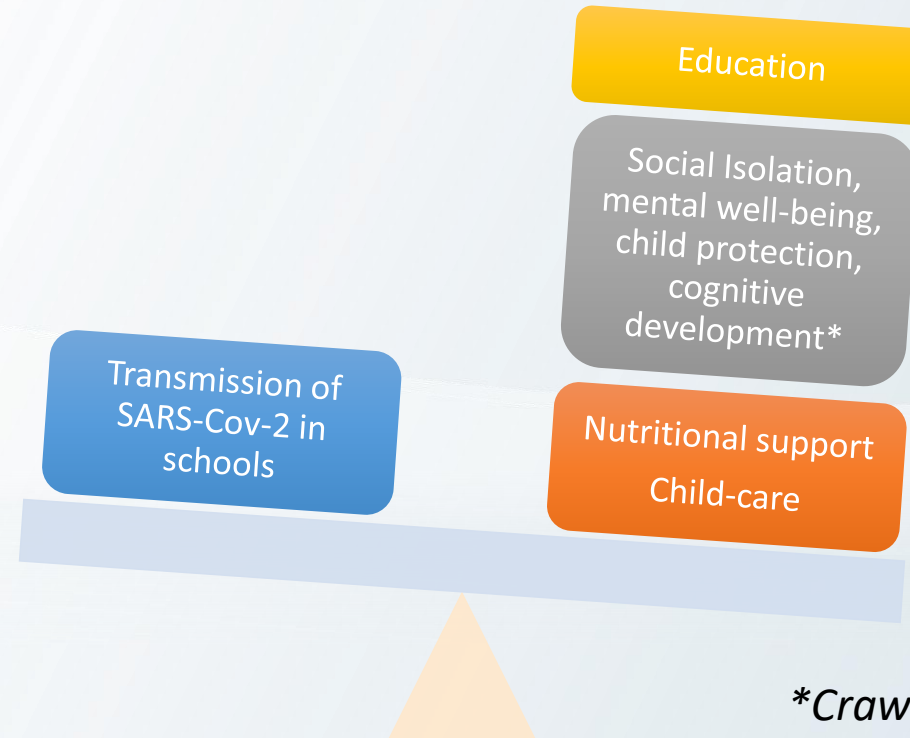 Education
Social Isolation,
mental well-being,
child protection,
cognitive
development*
Transmission of
SARS-Cov-2 in
schools
Nutritional support
Child-care
*Craw